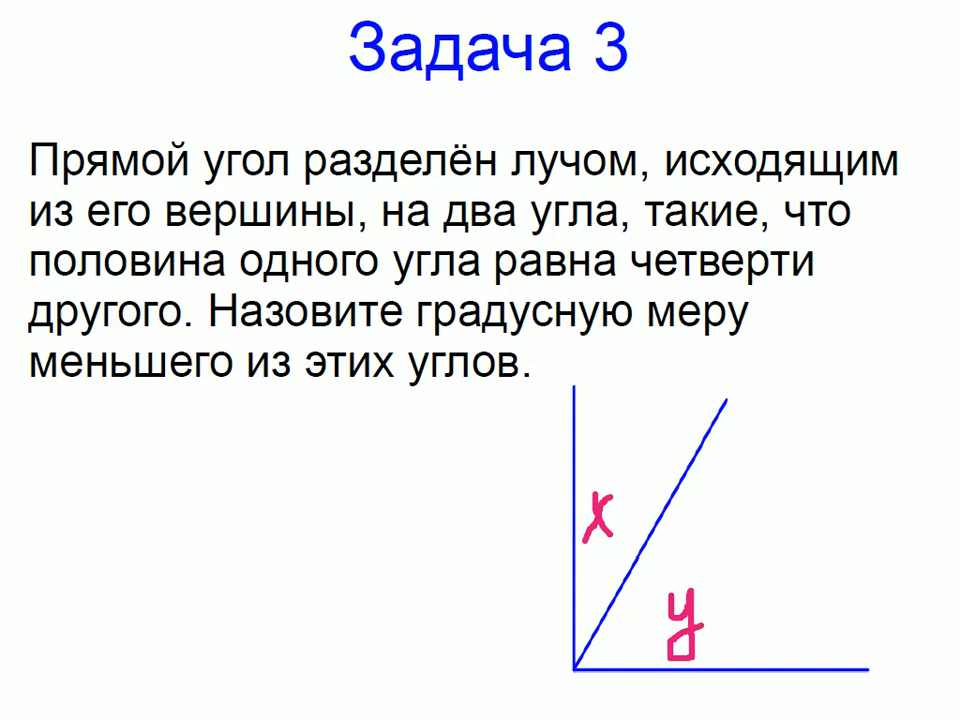 Задача 3
Прямой угол разделён лучом, исходящим
из его вершины, на два угла, такие, что
половина одного угла равна четверти
другого. Назовите градусную меру
меньшего из этих углов.
x
y